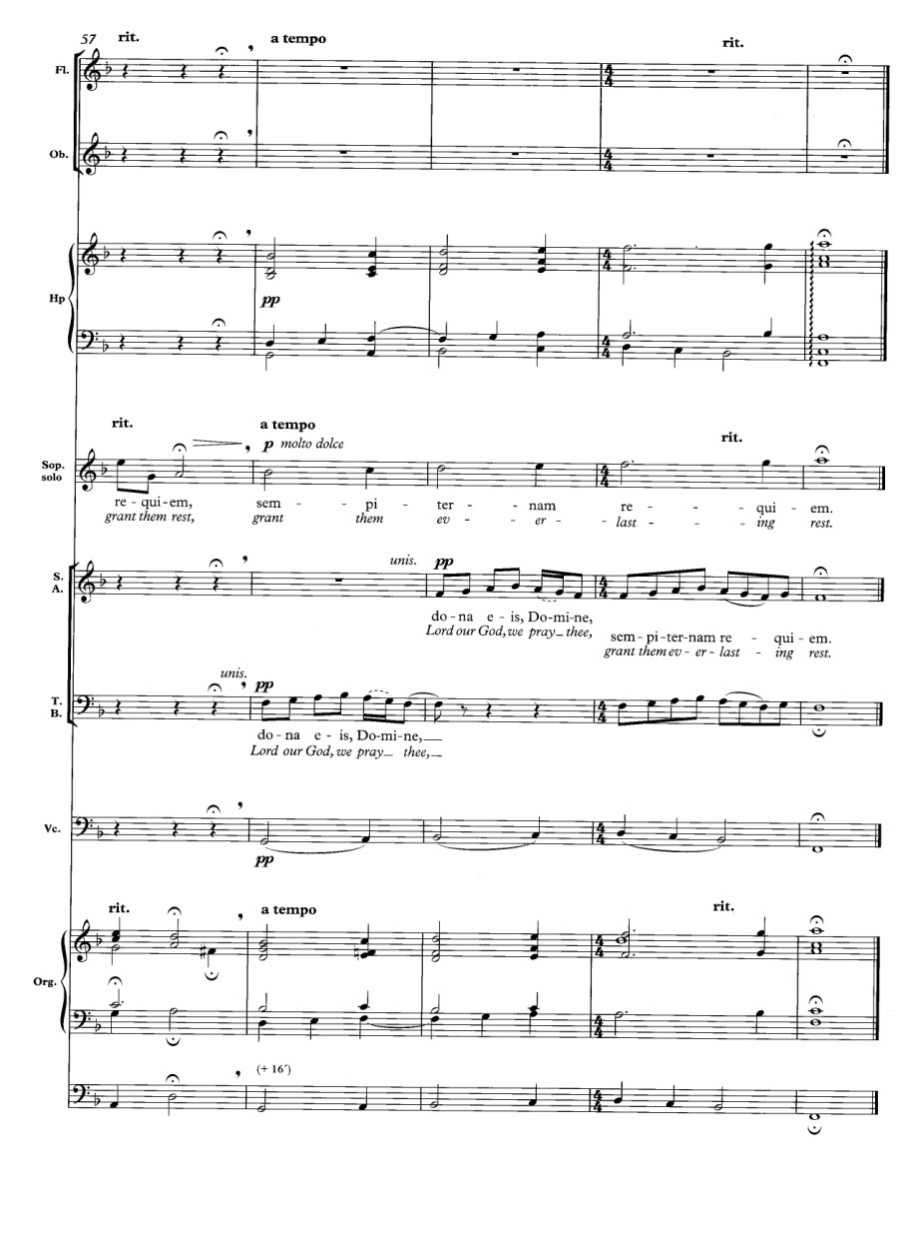 57 rit. a tempo rit.
Fl.
Ob.
Hp
pp
rit. a tempo rit.
p molto dolce
Sop. solo
re - qui - em, sem - - pi - ter - - nam re - - - qui - em.
grant them rest, grant them ev - - er - - last - - - ing rest.
unis. pp
S.
A.
do - na e - is, Do - mi - ne, sem - pi - ter - nam re - qui - em.
Lord our God, we pray thee, grant them ev - er - last - ing rest.
unis. pp
T.
B.
do - na e - is, Do - mi - ne,
Lord our God, we pray thee,
Vc.
pp
rit. a tempo rit.
Org.
(+ 16´)